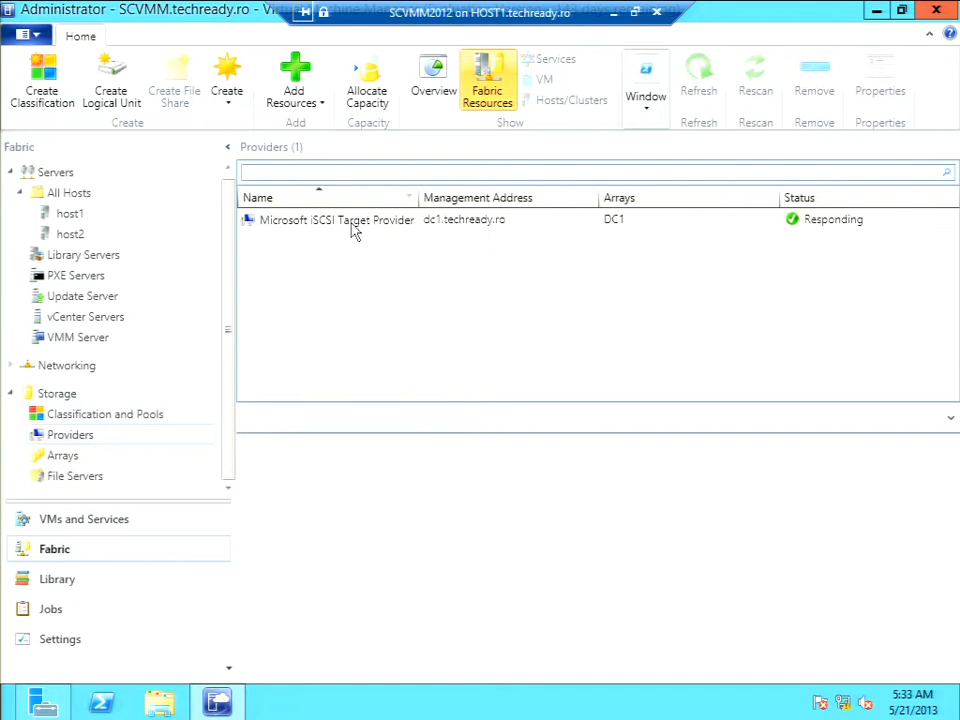 Administrator - SCVMM.techready.ro - Vi
SCVMM2012 on HOST1.techready.ro
Home
Create Classification
Create Logical Unit
Create File Share
Create
Add Resources
Allocate Capacity
Overview
Fabric Resources
Services
VM
Hosts/Clusters
Window
Refresh
Rescan
Remove
Properties
Create
Add
Capacity
Show
Refresh
Rescan
Remove
Properties
Fabric
Servers
All Hosts
host1
host2
Library Servers
PXE Servers
Update Server
vCenter Servers
VMM Server
Networking
Storage
Classification and Pools
Providers
Arrays
File Servers
VMs and Services
Fabric
Library
Jobs
Settings
Providers (1)
Name Management Address Arrays Status
Microsoft iSCSI Target Provider dc1.techready.ro DC1 Responding
5:33 AM
5/21/2013